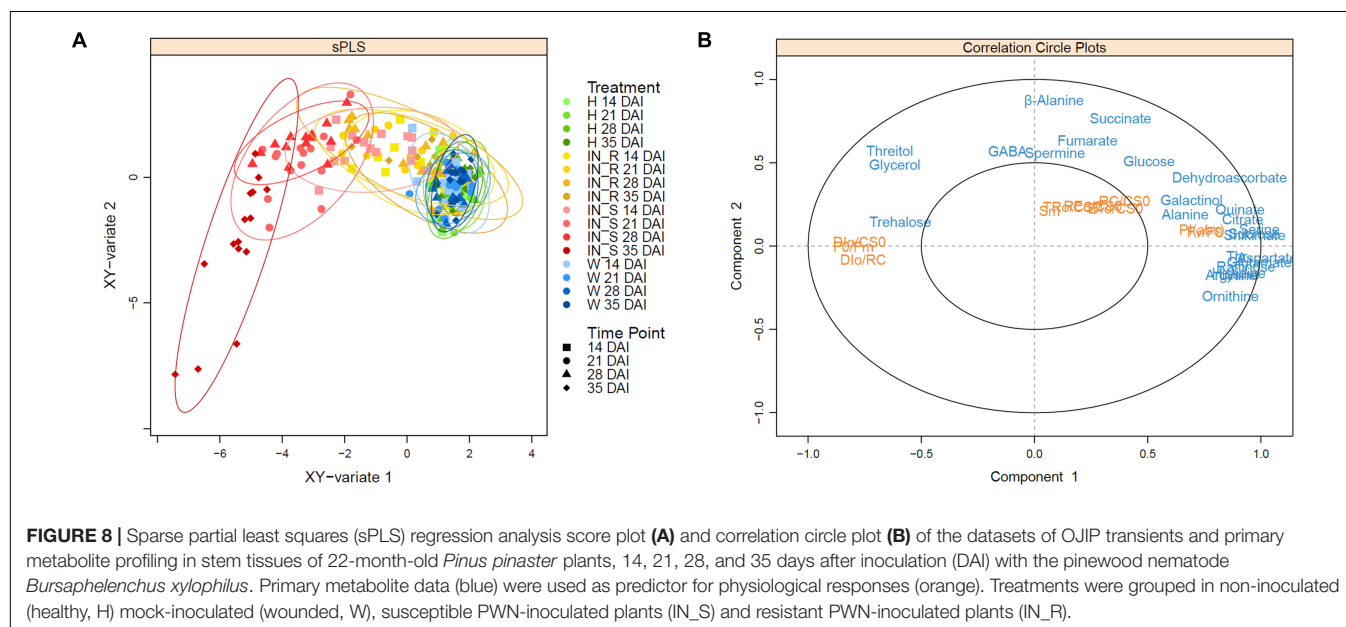 A
sPLS
XY−variate 2
0
−5
−6
−4
−2
0
2
4
XY−variate 1
Treatment
H 14 DAI
H 21 DAI
H 28 DAI
H 35 DAI
IN_R 14 DAI
IN_R 21 DAI
IN_R 28 DAI
IN_R 35 DAI
IN_S 14 DAI
IN_S 21 DAI
IN_S 28 DAI
IN_S 35 DAI
W 14 DAI
W 21 DAI
W 28 DAI
W 35 DAI
Time Point
14 DAI
21 DAI
28 DAI
35 DAI
B
Correlation Circle Plots
Component 2
1.0
0.5
0.0
−0.5
−1.0
β-Alanine
Succinate
Fumarate
Threitol
GABA
Spermine
Glycerol
Glucose
Dehydroascorbate
Galactinol
Quinate
Alanine
Citrate
Trehalose
Serine
Shikimate
DIo/CS0
DIo/RC
Aspartate
Glutamate
Ornithine
−1.0
−0.5
0.0
0.5
1.0
Component 1
FIGURE 8 | Sparse partial least squares (sPLS) regression analysis score plot (A) and correlation circle plot (B) of the datasets of OJIP transients and primary
metabolite profiling in stem tissues of 22-month-old Pinus pinaster plants, 14, 21, 28, and 35 days after inoculation (DAI) with the pinewood nematode
Bursaphelenchus xylophilus. Primary metabolite data (blue) were used as predictor for physiological responses (orange). Treatments were grouped in non-inoculated
(healthy, H) mock-inoculated (wounded, W), susceptible PWN-inoculated plants (IN_S) and resistant PWN-inoculated plants (IN_R).